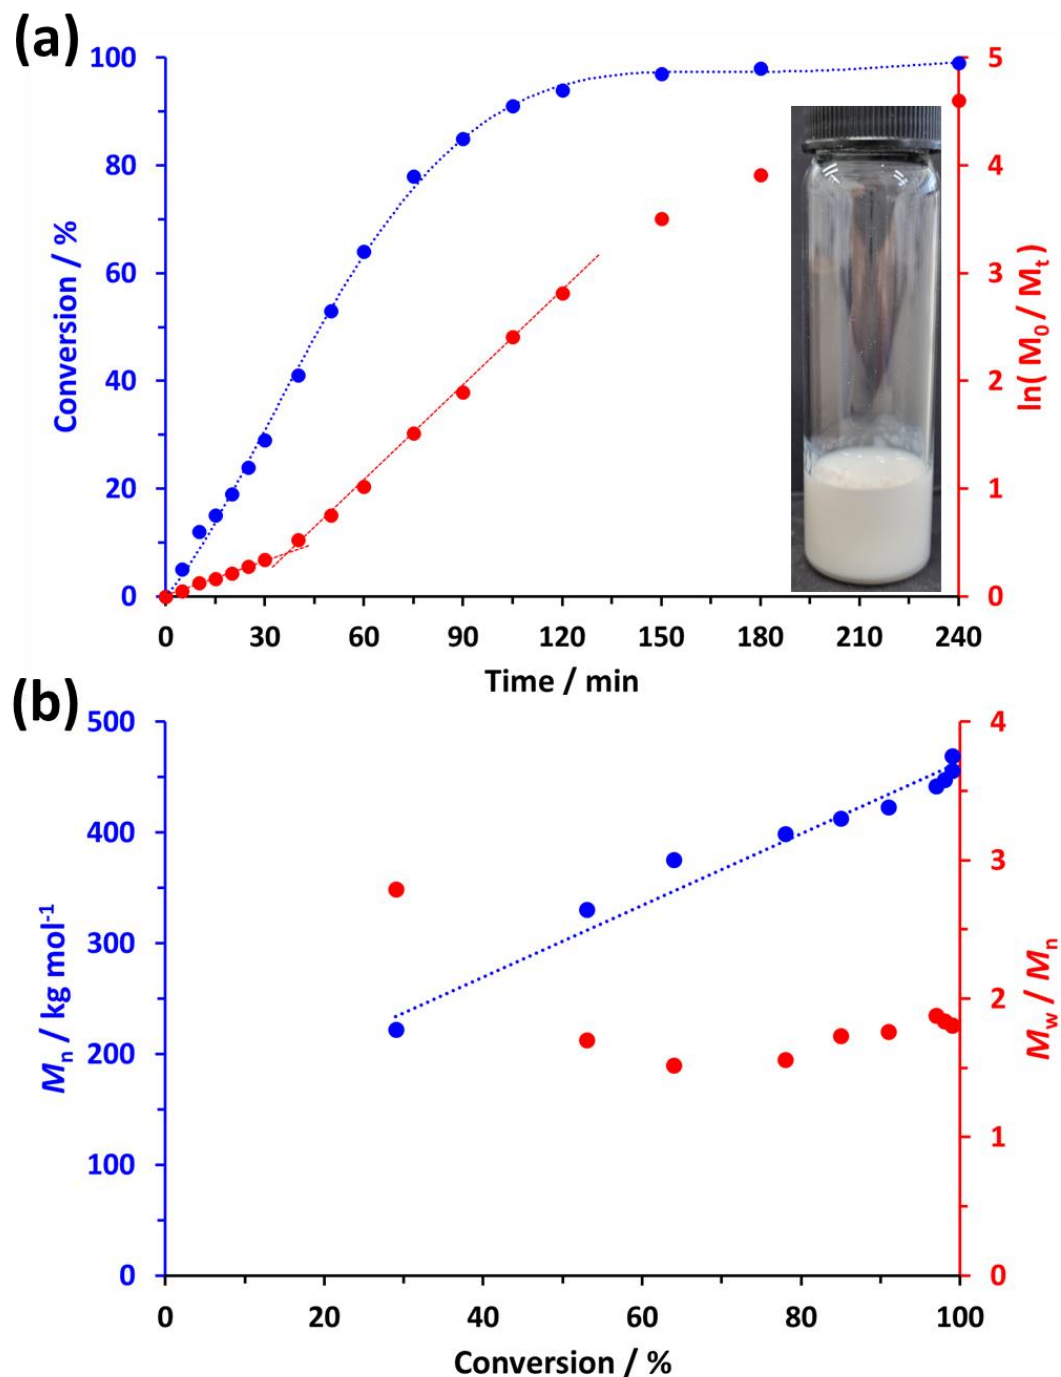 (a)
100
80
60
40
20
0
Conversion / %
5
4
3
2
1
0
ln( M₀ / Mₜ)
0 30 60 90 120 150 180 210 240
Time / min
(b)
500
400
300
200
100
0
Mₙ / kg mol⁻¹
4
3
2
1
0
M_w / Mₙ
0 20 40 60 80 100
Conversion / %